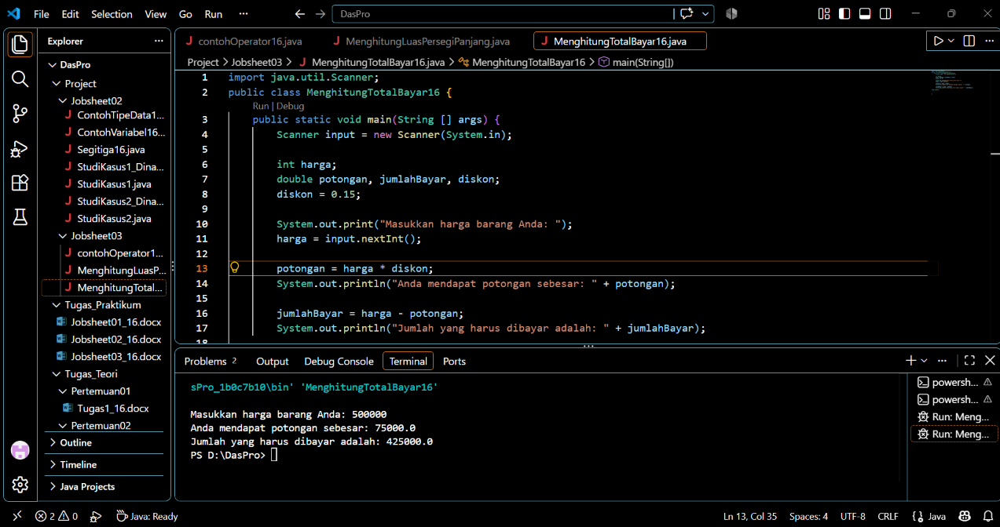 File Edit Selection View Go Run ··· DasPro
Explorer ···
DasPro
Project
Jobsheet02
ContohTipeData1...
ContohVariabel16...
Segitiga16.java
StudiKasus1_Dina...
StudiKasus1.java
StudiKasus2_Dina...
StudiKasus2.java
Jobsheet03
contohOperator1...
MenghitungLuasP...
MenghitungTotal...
Tugas_Praktikum
Jobsheet01_16.docx
Jobsheet02_16.docx
Jobsheet03_16.docx
Tugas_Teori
Pertemuan01
Tugas1_16.docx
Pertemuan02
Outline
Timeline
Java Projects
contohOperator16.java MenghitungLuasPersegiPanjang.java MenghitungTotalBayar16.java
Project > Jobsheet03 > MenghitungTotalBayar16.java > MenghitungTotalBayar16 > main(String[])
1 import java.util.Scanner;
2 public class MenghitungTotalBayar16 {
Run | Debug
3 public static void main(String [] args) {
4 Scanner input = new Scanner(System.in);
5
6 int harga;
7 double potongan, jumlahBayar, diskon;
8 diskon = 0.15;
9
10 System.out.print("Masukkan harga barang Anda: ");
11 harga = input.nextInt();
12
13 potongan = harga * diskon;
14 System.out.println("Anda mendapat potongan sebesar: " + potongan);
15
16 jumlahBayar = harga - potongan;
17 System.out.println("Jumlah yang harus dibayar adalah: " + jumlahBayar);
18
Problems 2 Output Debug Console Terminal Ports
sPro_1b0c7b10\bin' 'MenghitungTotalBayar16'
Masukkan harga barang Anda: 500000
Anda mendapat potongan sebesar: 75000.0
Jumlah yang harus dibayar adalah: 425000.0
PS D:\DasPro>
powersh...
powersh...
Run: Meng...
Run: Meng...
2 0 Java: Ready Ln 13, Col 35 Spaces: 4 UTF-8 CRLF {} Java